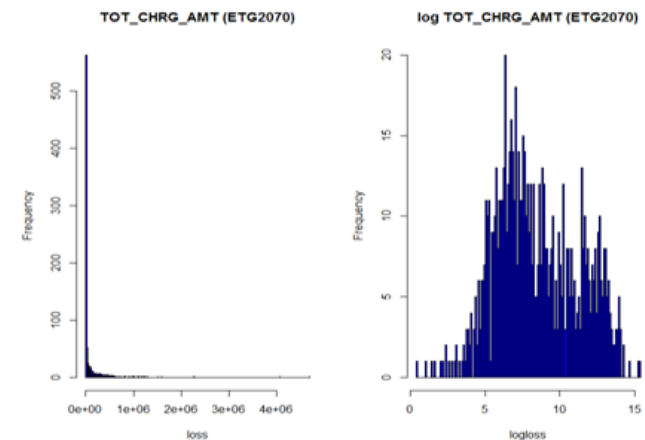 TOT_CHRG_AMT (ETG2070)
Frequency
500
400
300
200
100
0
0e+00 1e+06 2e+06 3e+06 4e+06
loss
log TOT_CHRG_AMT (ETG2070)
Frequency
20
15
10
5
0
0 5 10 15
logloss